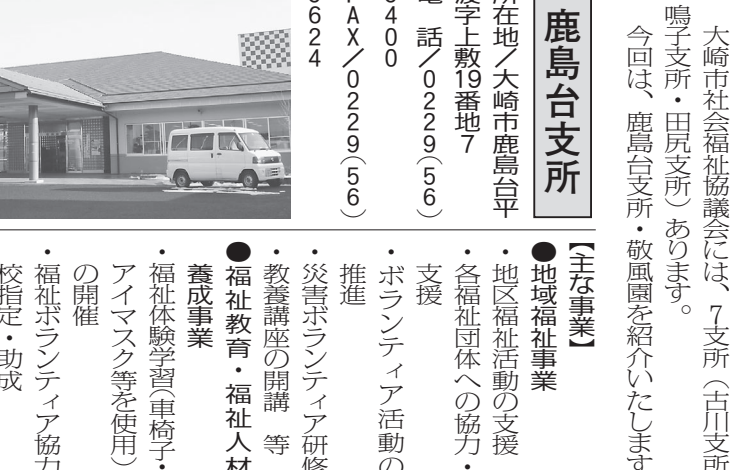 大崎市社会福祉協議会には、7支所（古川支所
鳴子支所・田尻支所）あります。
今回は、鹿島台支所・敬風園を紹介いたします
鹿島台支所
所在地／大崎市鹿島台平
渡字上敷19番地7
電 話／0229（56）
9400
FAX／0229（56）
3624
【主な事業】
●地域福祉事業
・地区福祉活動の支援
・各福祉団体への協力・
支援
・ボランティア活動の
推進
・災害ボランティア研修
・教養講座の開講 等
●福祉教育・福祉人材
養成事業
・福祉体験学習（車椅子・
アイマスク等を使用）
の開催
・福祉ボランティア協力
校指定・助成